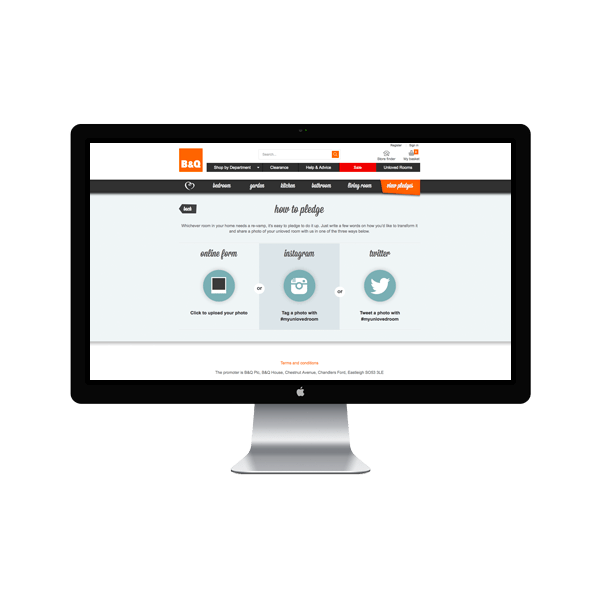 Register Sign in
B&Q
Search...
Store finder My basket
Shop by Department Clearance Help & Advice Sale Unloved Rooms
bedroom garden kitchen bathroom living room view pledges
back
how to pledge
Whichever room in your home needs a re-vamp, it's easy to pledge to do it up. Just write a few words on how you'd like to transform it
and share a photo of your unloved room with us in one of the three ways below.
online form instagram twitter
or or
Click to upload your photo
Tag a photo with
#myunlovedroom
Tweet a photo with
#myunlovedroom
Terms and conditions
The promoter is B&Q Plc, B&Q House, Chestnut Avenue, Chandlers Ford, Eastleigh SO53 3LE